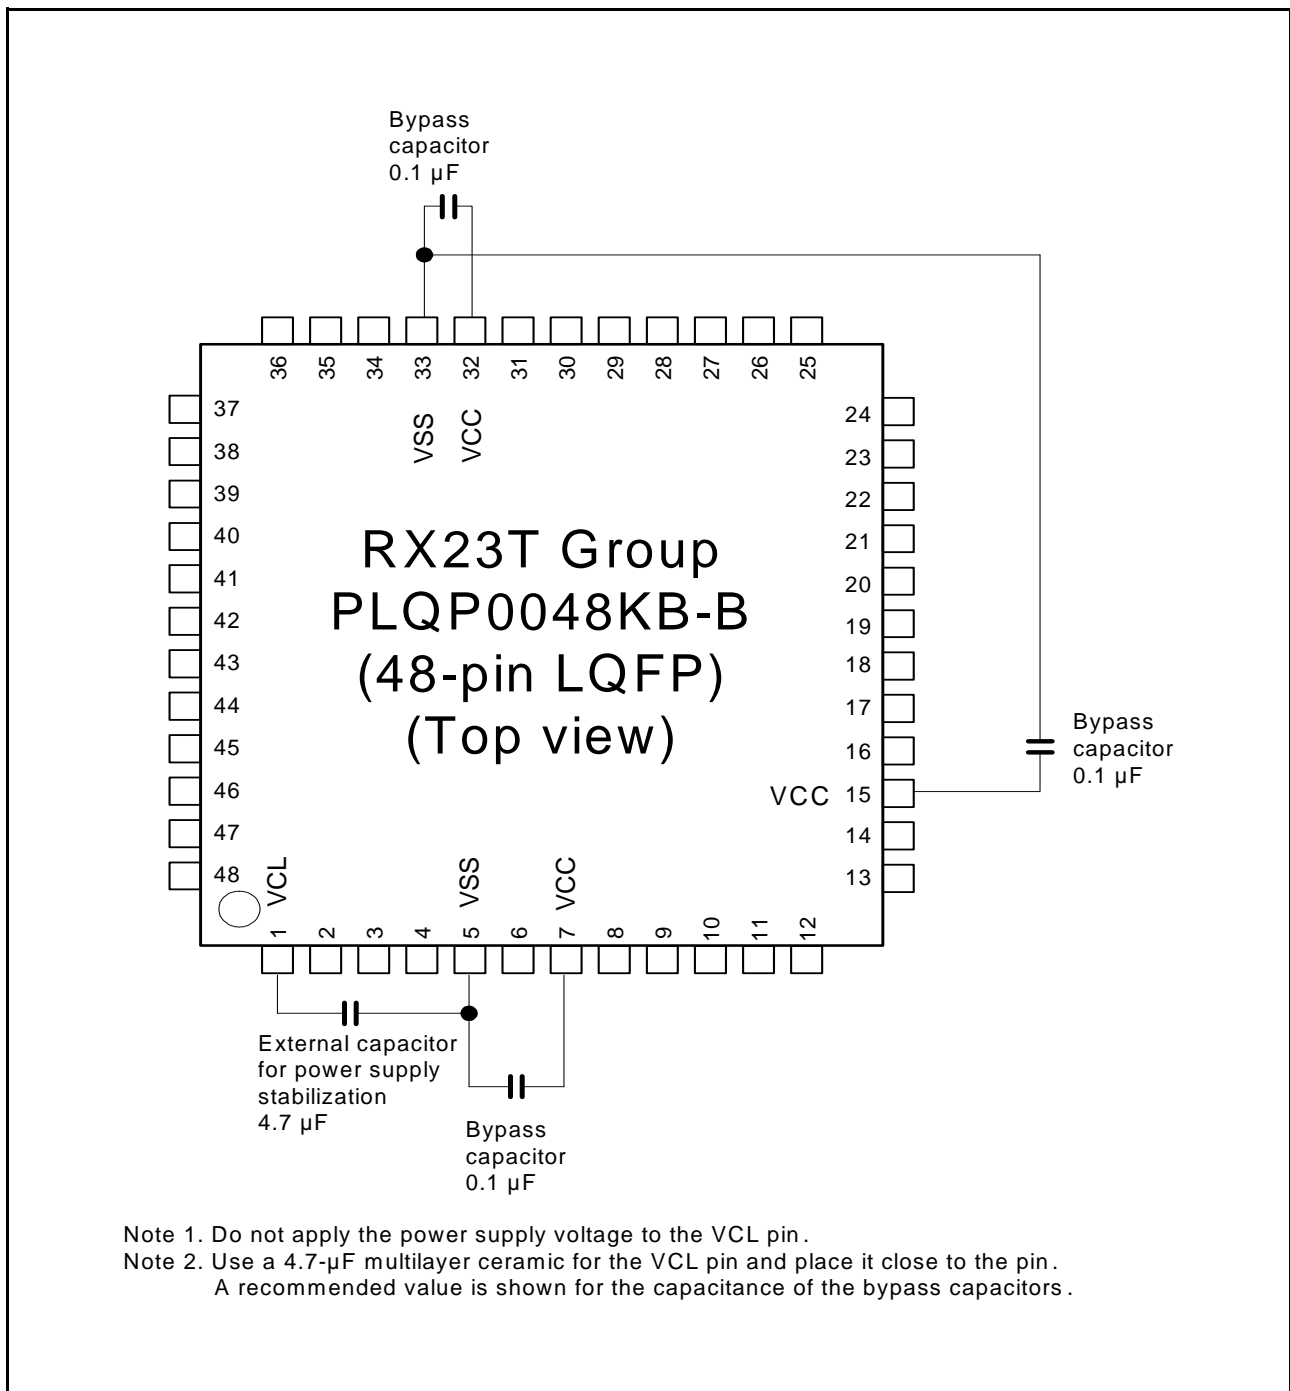 Bypass
capacitor
0.1 µF
36 35 34 33 32 31 30 29 28 27 26 25
VSS VCC
37
38
39
40
41
42
43
44
45
46
47
48
24
23
22
21
20
19
18
17
16
VCC 15
14
13
RX23T Group
PLQP0048KB-B
(48-pin LQFP)
(Top view)
Bypass
capacitor
0.1 µF
VCL VSS VCC
1 2 3 4 5 6 7 8 9 10 11 12
External capacitor
for power supply
stabilization
4.7 µF
Bypass
capacitor
0.1 µF
Note 1. Do not apply the power supply voltage to the VCL pin.
Note 2. Use a 4.7-µF multilayer ceramic for the VCL pin and place it close to the pin.
A recommended value is shown for the capacitance of the bypass capacitors.